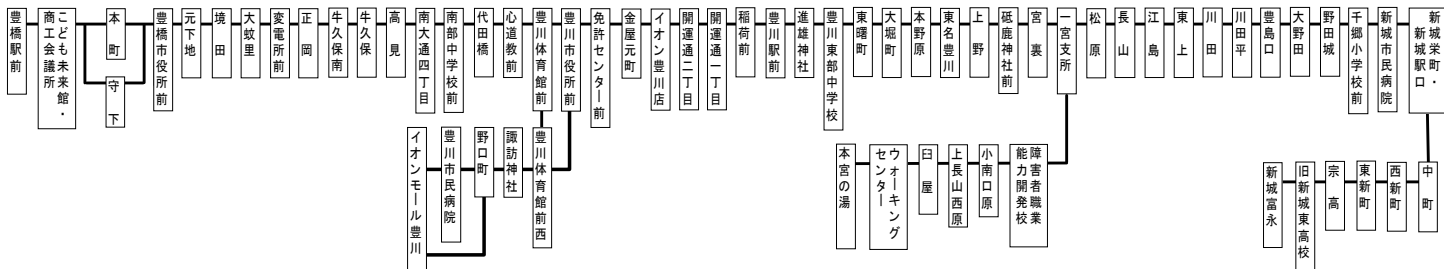 豊橋駅前
こども未来館・
商工会議所
本町
守下
豊橋市役所前
元下地
境田
大蚊里
変電所前
正岡
牛久保南
牛久保
高見
南大通四丁目
南部中学校前
代田橋
心道教前
豊川体育館前
豊川市役所前
免許センター前
金屋元町
イオン豊川店
開運通二丁目
開運通一丁目
稲荷前
豊川駅前
進雄神社
豊川東部中学校
東曙町
大堀町
本野原
東名豊川
上野
砥鹿神社前
宮裏
一宮支所
松原
長山
江島
東上
川田
川田平
豊島口
大野田
野田城
千郷小学校前
新城市民病院
新城栄町・
新城駅口
イオンモール豊川
豊川市民病院
野口町
諏訪神社
豊川体育館前西
本宮の湯
ウォーキング
センター
臼屋
上長山西原
小南口原
障害者職業
能力開発校
新城富永
旧新城東高校
宗高
東新町
西新町
中町